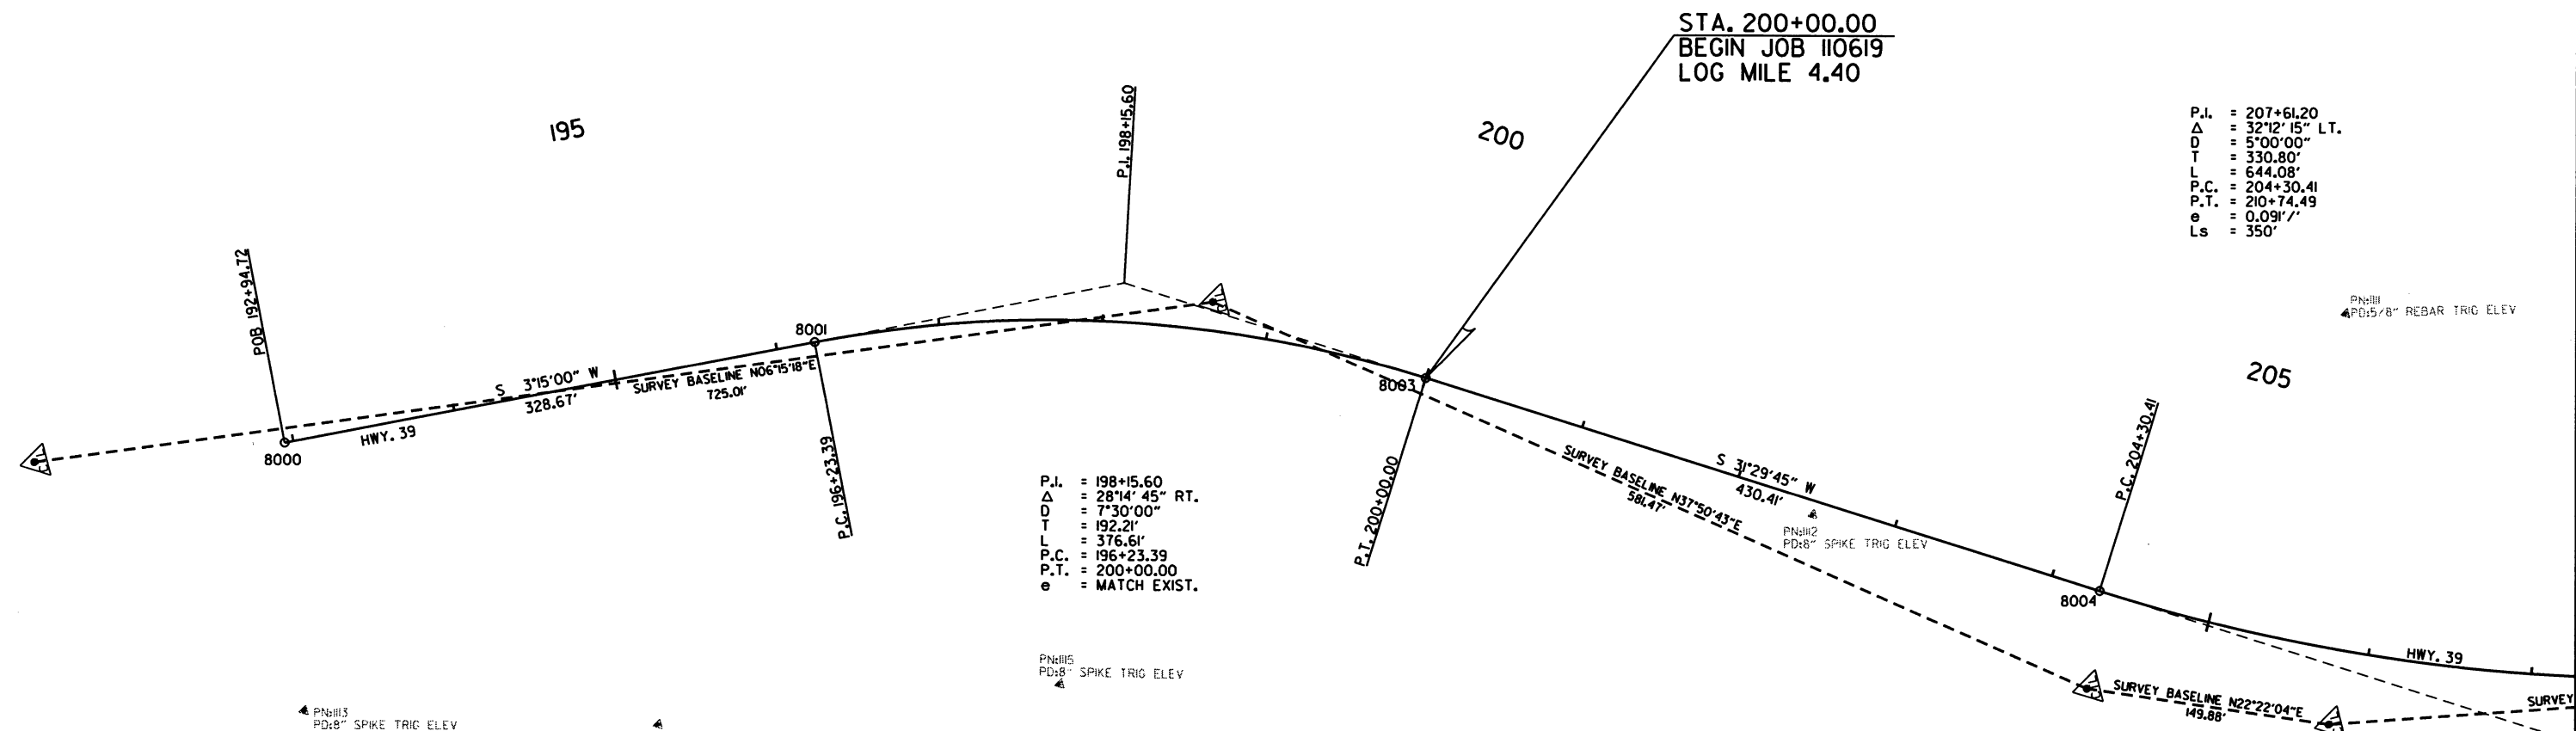 STA. 200+00.00
BEGIN JOB 110619
LOG MILE 4.40
195
200
205
P.I. 198+15.60
POB 192+94.72
8000
8001
8003
8004
S 3°15'00" W
328.67'
SURVEY BASELINE N06°15'18"E
725.01'
HWY. 39
P.C. 196+23.39
P.T. 200+00.00
P.C. 204+30.41
S 31°29'45" W
430.41'
SURVEY BASELINE N37°50'43"E
581.47'
P.I. = 207+61.20
Δ = 32°12' 15" LT.
D = 5°00'00"
T = 330.80'
L = 644.08'
P.C. = 204+30.41
P.T. = 210+74.49
e = 0.091'/'
Ls = 350'
PN:1111
PD:5/8" REBAR TRIG ELEV
P.I. = 198+15.60
Δ = 28°14' 45" RT.
D = 7°30'00"
T = 192.21'
L = 376.61'
P.C. = 196+23.39
P.T. = 200+00.00
e = MATCH EXIST.
PN:1112
PD:8" SPIKE TRIG ELEV
PN:1115
PD:8" SPIKE TRIG ELEV
PN:1113
PD:8" SPIKE TRIG ELEV
HWY. 39
SURVEY BASELINE N22°22'04"E
149.88'
SURVEY